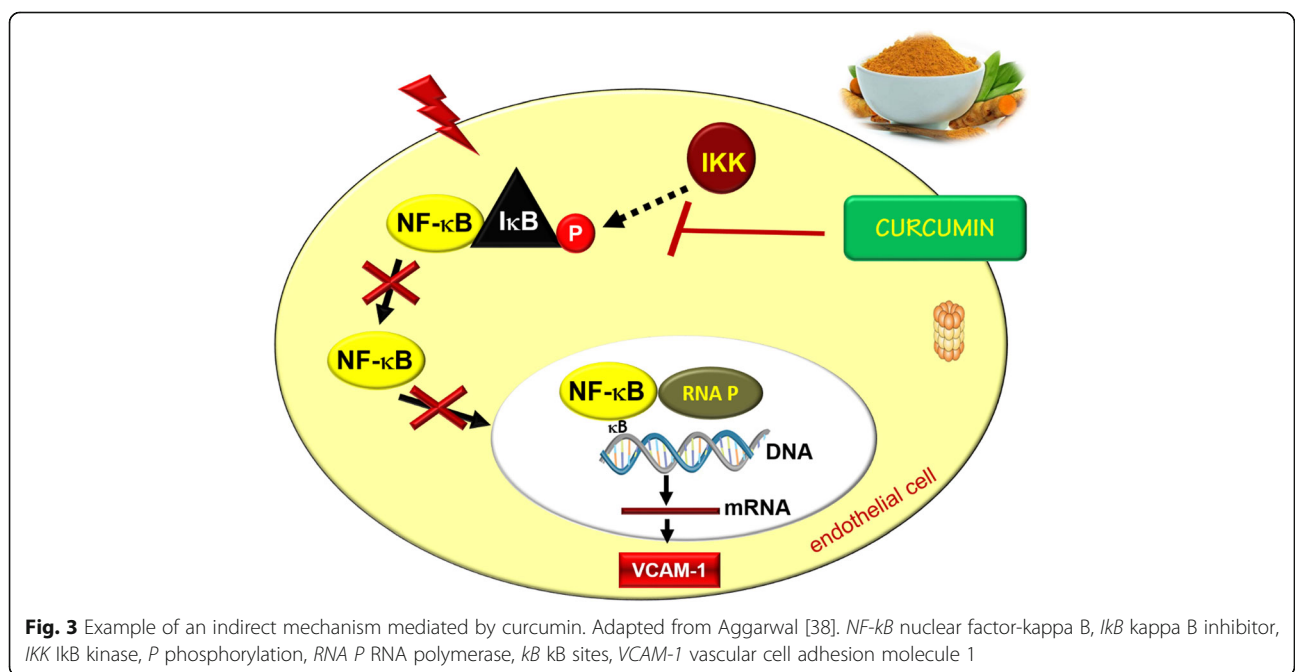 IKK
NF-κB
IκB
P
CURCUMIN
NF-κB
NF-κB
RNA P
κB
DNA
mRNA
endothelial cell
VCAM-1
Fig. 3 Example of an indirect mechanism mediated by curcumin. Adapted from Aggarwal [38]. NF-kB nuclear factor-kappa B, IkB kappa B inhibitor,
IKK IkB kinase, P phosphorylation, RNA P RNA polymerase, kB kB sites, VCAM-1 vascular cell adhesion molecule 1